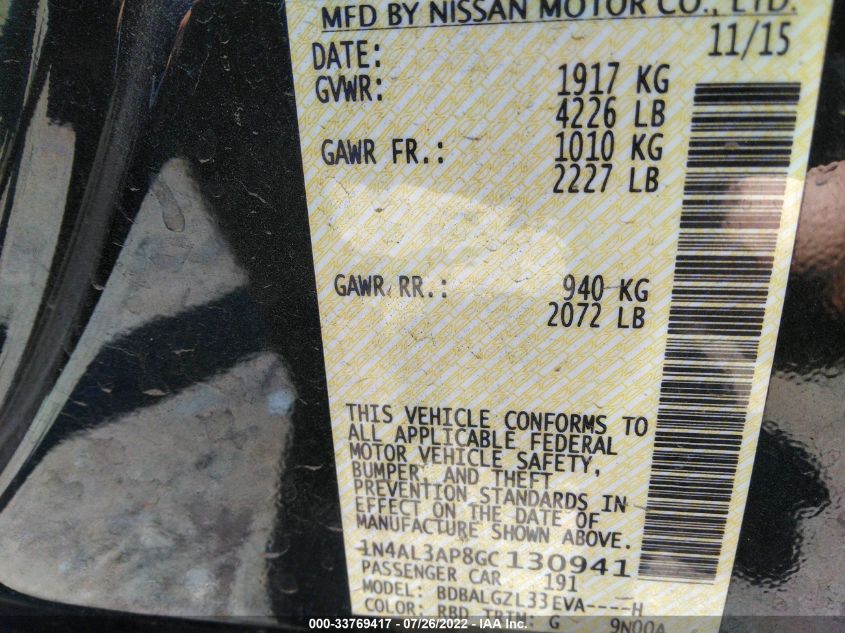 MFD BY NISSAN MOTOR CO., LTD.
DATE: 11/15
GVWR: 1917 KG
4226 LB
GAWR FR.: 1010 KG
2227 LB
GAWR RR.: 940 KG
2072 LB
THIS VEHICLE CONFORMS TO
ALL APPLICABLE FEDERAL
MOTOR VEHICLE SAFETY,
BUMPER, AND THEFT
PREVENTION STANDARDS IN
EFFECT ON THE DATE OF
MANUFACTURE SHOWN ABOVE.
1N4AL3AP8GC130941
PASSENGER CAR 191
MODEL: BDBALGZL33EVA----H
COLOR: RBD TRIM: G 9N00A
000-33769417 / 07/26/2022 - © IAA, Inc.